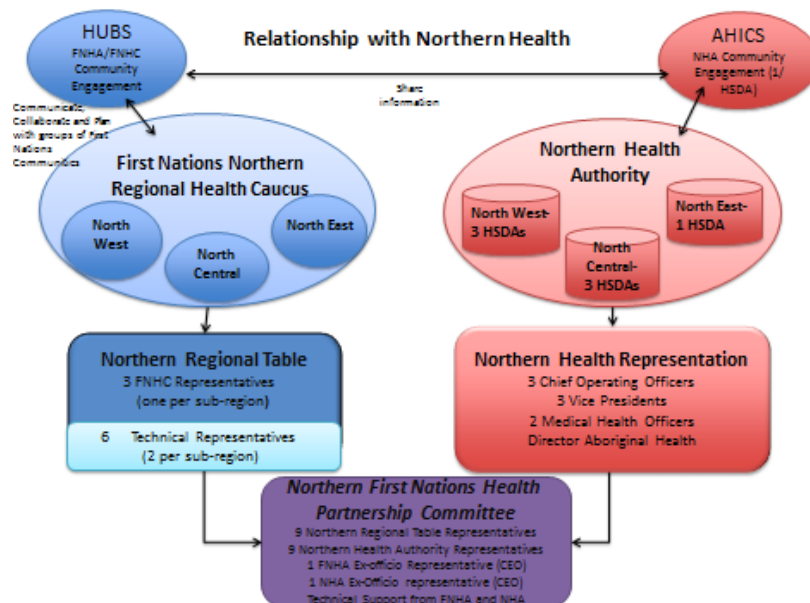 HUBS
FNHA/FNHC
Community
Engagement
Relationship with Northern Health
AHICS
NHA Community
Engagement (1/
HSDA)
Share
information
Communicate,
Collaborate and Plan
with groups of first
Nations
Communities
First Nations Northern
Regional Health Caucus
North
West
North East
North
Central
Northern Health
Authority
North West-
3 HSDAs
North East-
1 HSDA
North
Central-
3 HSDAs
Northern Regional Table
3 FNHC Representatives
(one per sub-region)
6 Technical Representatives
(2 per sub-region)
Northern Health Representation
3 Chief Operating Officers
3 Vice Presidents
2 Medical Health Officers
Director Aboriginal Health
Northern First Nations Health
Partnership Committee
9 Northern Regional Table Representatives
9 Northern Health Authority Representatives
1 FNHA Ex-officio Representative (CEO)
1 NHA Ex-Officio representative (CEO)
Technical Support from FNHA and NHA